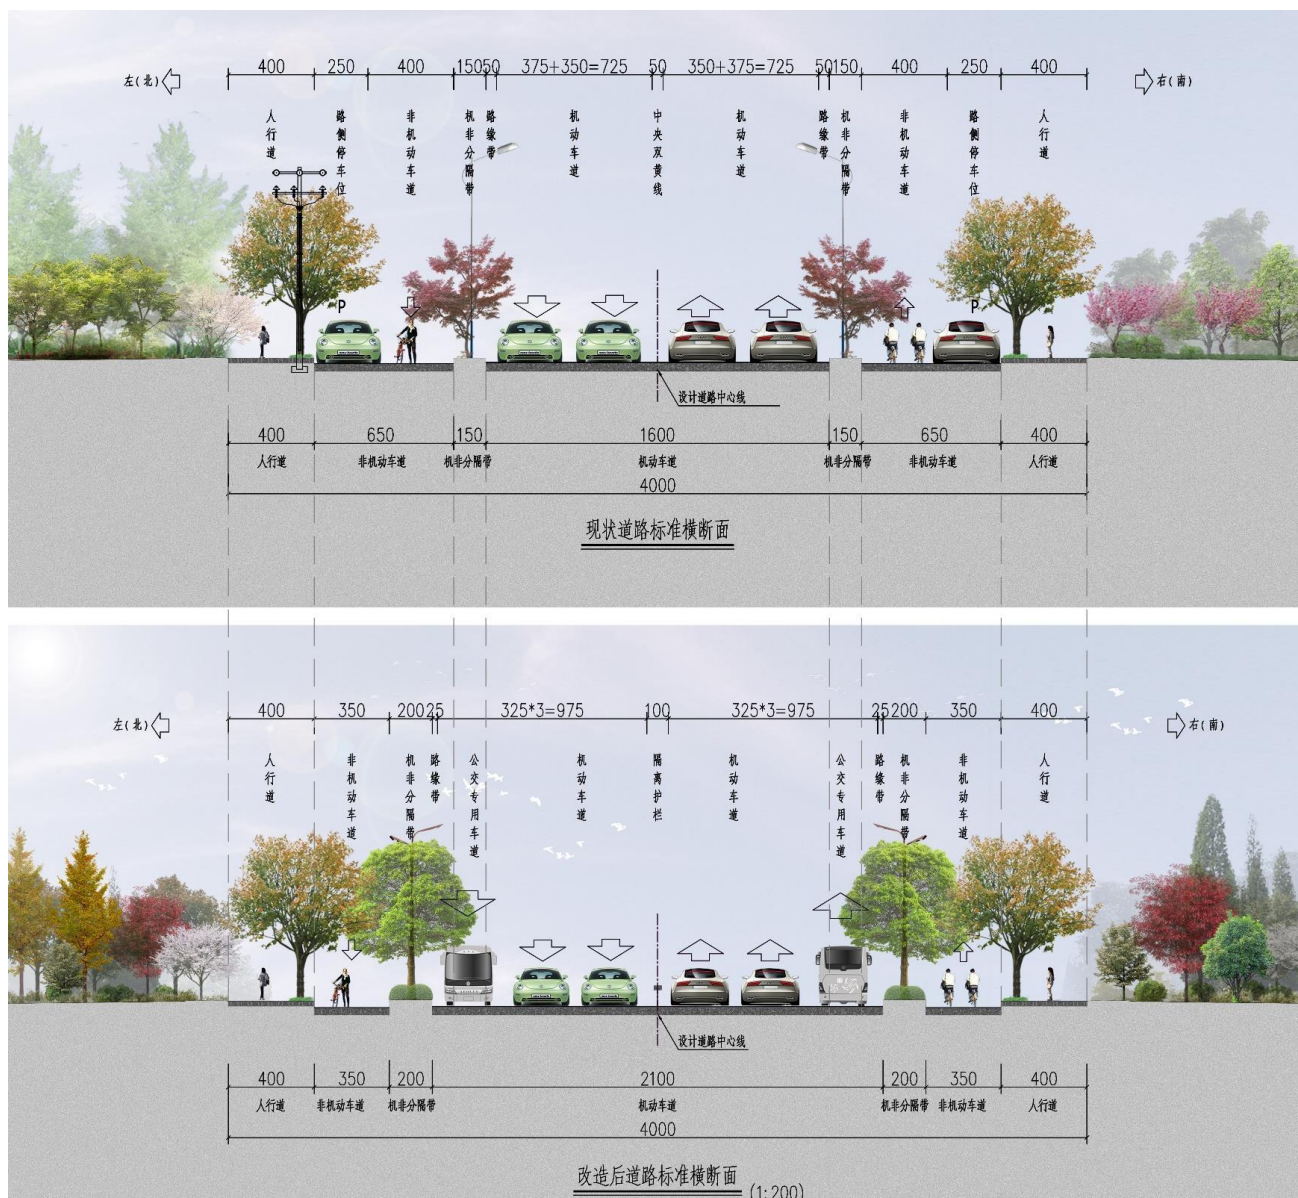 400 250 400 150 50 375+350=725 50 350+375=725 50 150 400 250 400
左(北) 右(南)
人行道 路侧停车位 非机动车道 机非分隔带 路缘带 机动车道 中央双黄线 机动车道 路缘带 机非分隔带 非机动车道 路侧停车位 人行道
P P
设计道路中心线
400 650 150 1600 150 650 400
人行道 非机动车道 机非分隔带 机动车道 机非分隔带 非机动车道 人行道
4000
现状道路标准横断面
400 350 200 25 325*3=975 100 325*3=975 25 200 350 400
左(北) 右(南)
人行道 非机动车道 机非分隔带 路缘带 公交专用车道 机动车道 隔离护栏 机动车道 公交专用车道 路缘带 机非分隔带 非机动车道 人行道
设计道路中心线
400 350 200 2100 200 350 400
人行道 非机动车道 机非分隔带 机动车道 机非分隔带 非机动车道 人行道
4000
改造后道路标准横断面 (1:200)